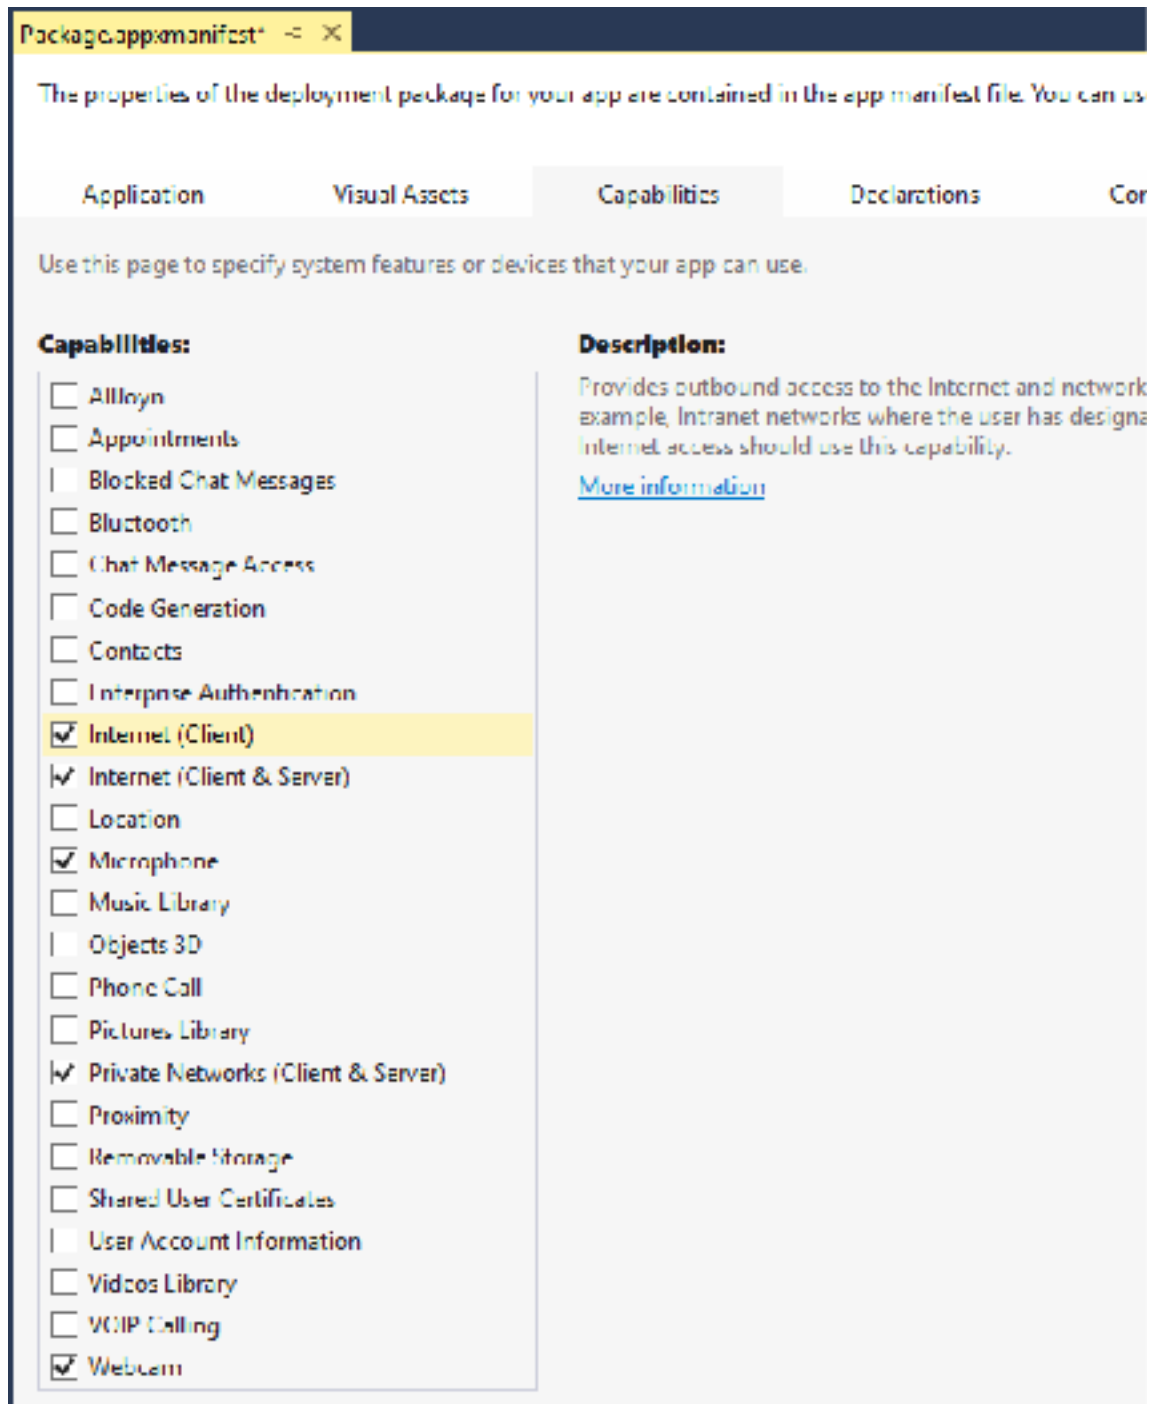 Package.appxmanifest*
The properties of the deployment package for your app are contained in the app manifest file. You can us
Application Visual Assets Capabilities Declarations Cor
Use this page to specify system features or devices that your app can use.
Capabilities:
AllJoyn
Appointments
Blocked Chat Messages
Bluetooth
Chat Message Access
Code Generation
Contacts
Enterprise Authentication
Internet (Client)
Internet (Client & Server)
Location
Microphone
Music Library
Objects 3D
Phone Call
Pictures Library
Private Networks (Client & Server)
Proximity
Removable Storage
Shared User Certificates
User Account Information
Videos Library
VOIP Calling
Webcam
Description:
Provides outbound access to the Internet and network
example, Intranet networks where the user has designa
Internet access should use this capability.
More information